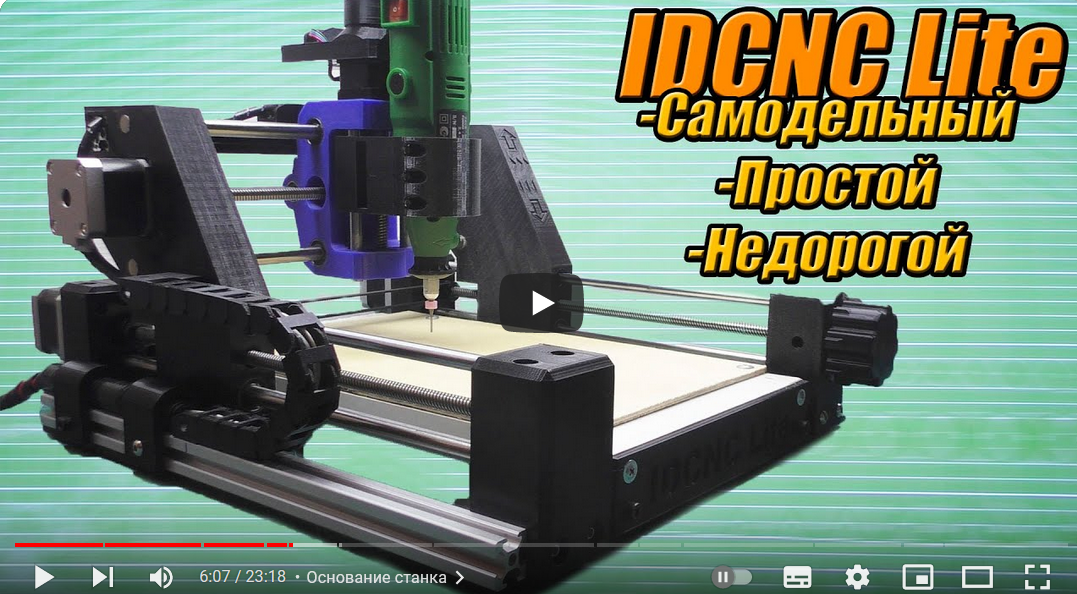 IDCNC Lite
-Самодельный
-Простой
-Недорогой
IDCNC Lite
6:07 / 23:18 • Основание станка